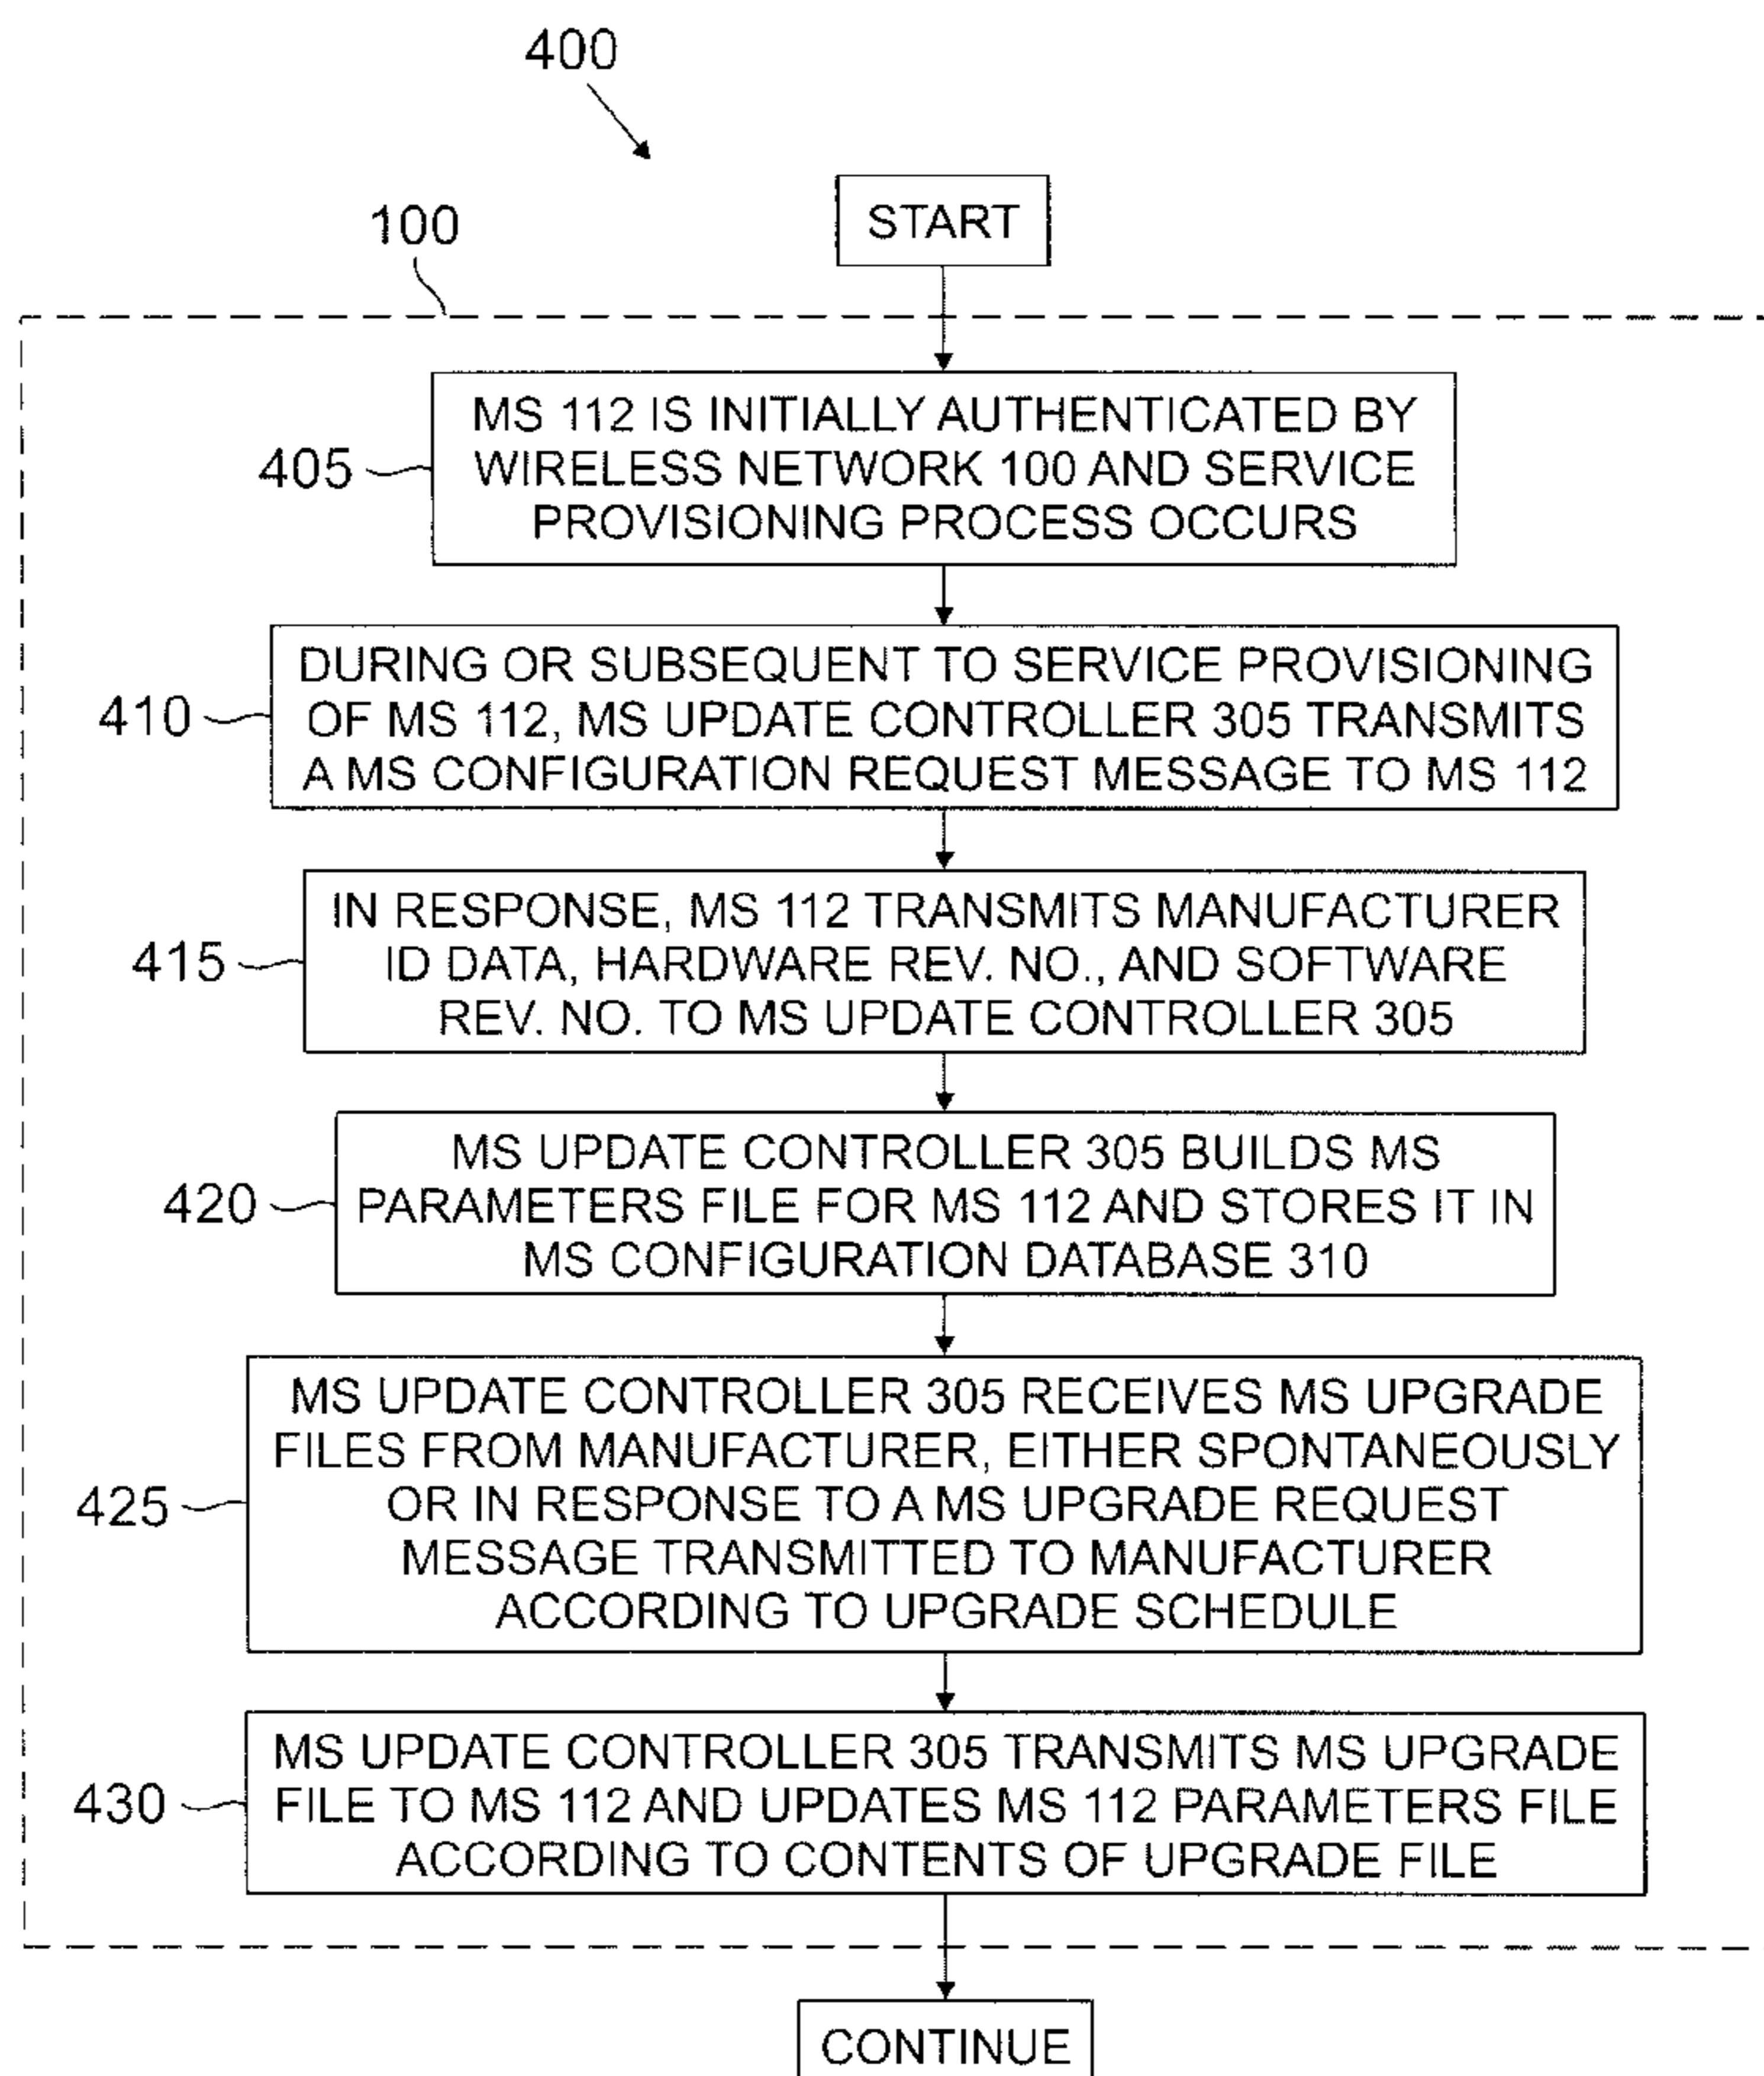 400
START
100
MS 112 IS INITIALLY AUTHENTICATED BY
WIRELESS NETWORK 100 AND SERVICE
PROVISIONING PROCESS OCCURS
405
DURING OR SUBSEQUENT TO SERVICE PROVISIONING
OF MS 112, MS UPDATE CONTROLLER 305 TRANSMITS
A MS CONFIGURATION REQUEST MESSAGE TO MS 112
410
IN RESPONSE, MS 112 TRANSMITS MANUFACTURER
ID DATA, HARDWARE REV. NO., AND SOFTWARE
REV. NO. TO MS UPDATE CONTROLLER 305
415
MS UPDATE CONTROLLER 305 BUILDS MS
PARAMETERS FILE FOR MS 112 AND STORES IT IN
MS CONFIGURATION DATABASE 310
420
MS UPDATE CONTROLLER 305 RECEIVES MS UPGRADE
FILES FROM MANUFACTURER, EITHER SPONTANEOUSLY
OR IN RESPONSE TO A MS UPGRADE REQUEST
MESSAGE TRANSMITTED TO MANUFACTURER
ACCORDING TO UPGRADE SCHEDULE
425
MS UPDATE CONTROLLER 305 TRANSMITS MS UPGRADE
FILE TO MS 112 AND UPDATES MS 112 PARAMETERS FILE
ACCORDING TO CONTENTS OF UPGRADE FILE
430
CONTINUE